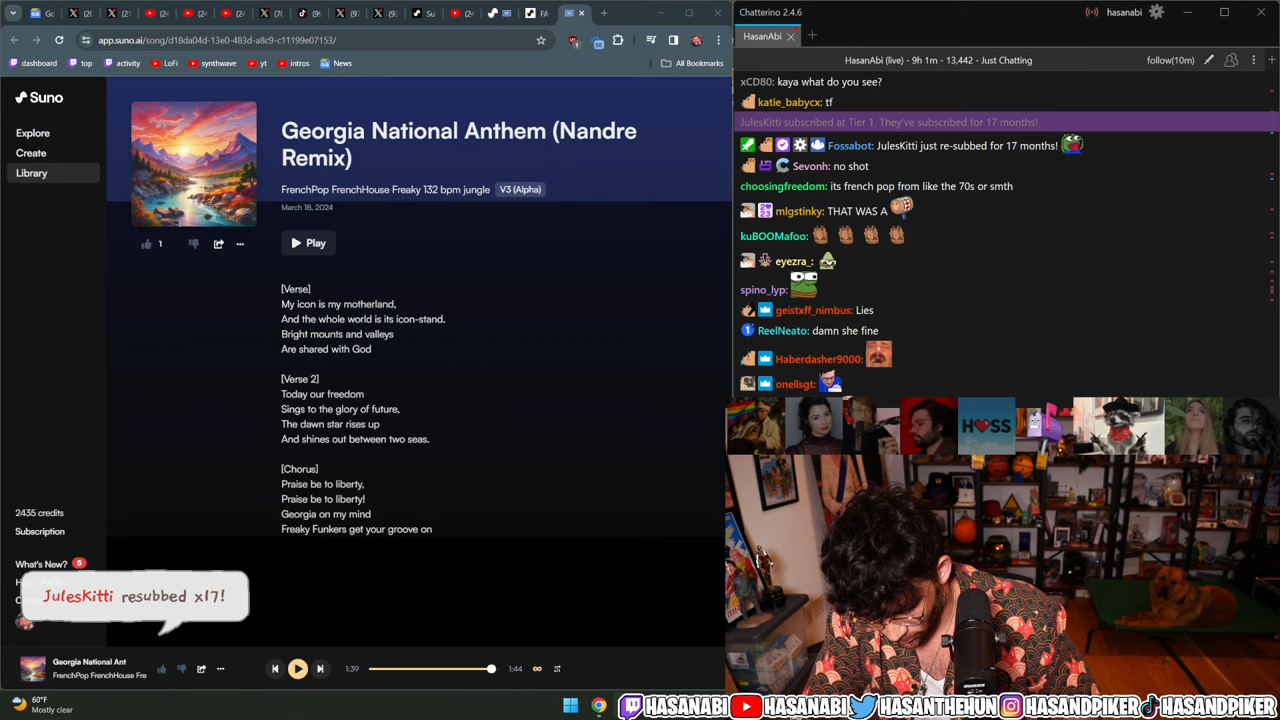 app.suno.ai/song/d18da04d-13e0-483d-a8c9-c11199e07153/
dashboard
top
activity
LoFi
synthwave
yt
intros
News
All Bookmarks
Suno
Explore
Create
Library
Georgia National Anthem (Nandre
Remix)
FrenchPop FrenchHouse Freaky 132 bpm jungle V3 (Alpha)
March 18, 2024
1
Play
[Verse]
My icon is my motherland,
And the whole world is its icon-stand.
Bright mounts and valleys
Are shared with God
[Verse 2]
Today our freedom
Sings to the glory of future,
The dawn star rises up
And shines out between two seas.
[Chorus]
Praise be to liberty,
Praise be to liberty!
Georgia on my mind
Freaky Funkers get your groove on
2435 credits
Subscription
What's New? 5
JulesKitti resubbed x17!
Georgia National Ant
FrenchPop FrenchHouse Fre
1:39
1:44
60°F
Mostly clear
Chatterino 2.4.6
hasanabi
HasanAbi
HasanAbi (live) - 9h 1m - 13,442 - Just Chatting
follow(10m)
xCD80: kaya what do you see?
katie_babycx: tf
JulesKitti subscribed at Tier 1. They've subscribed for 17 months!
Fossabot: JulesKitti just re-subbed for 17 months!
Sevonh: no shot
choosingfreedom: its french pop from like the 70s or smth
mlgstinky: THAT WAS A
kuBOOMafoo:
eyezra_:
spino_lyp:
geistxff_nimbus: Lies
ReelNeato: damn she fine
Haberdasher9000:
onellsgt:
H SS
HASANABI
HASANABI
HASANTHEHUN
HASANDPIKER
HASANDPIKER